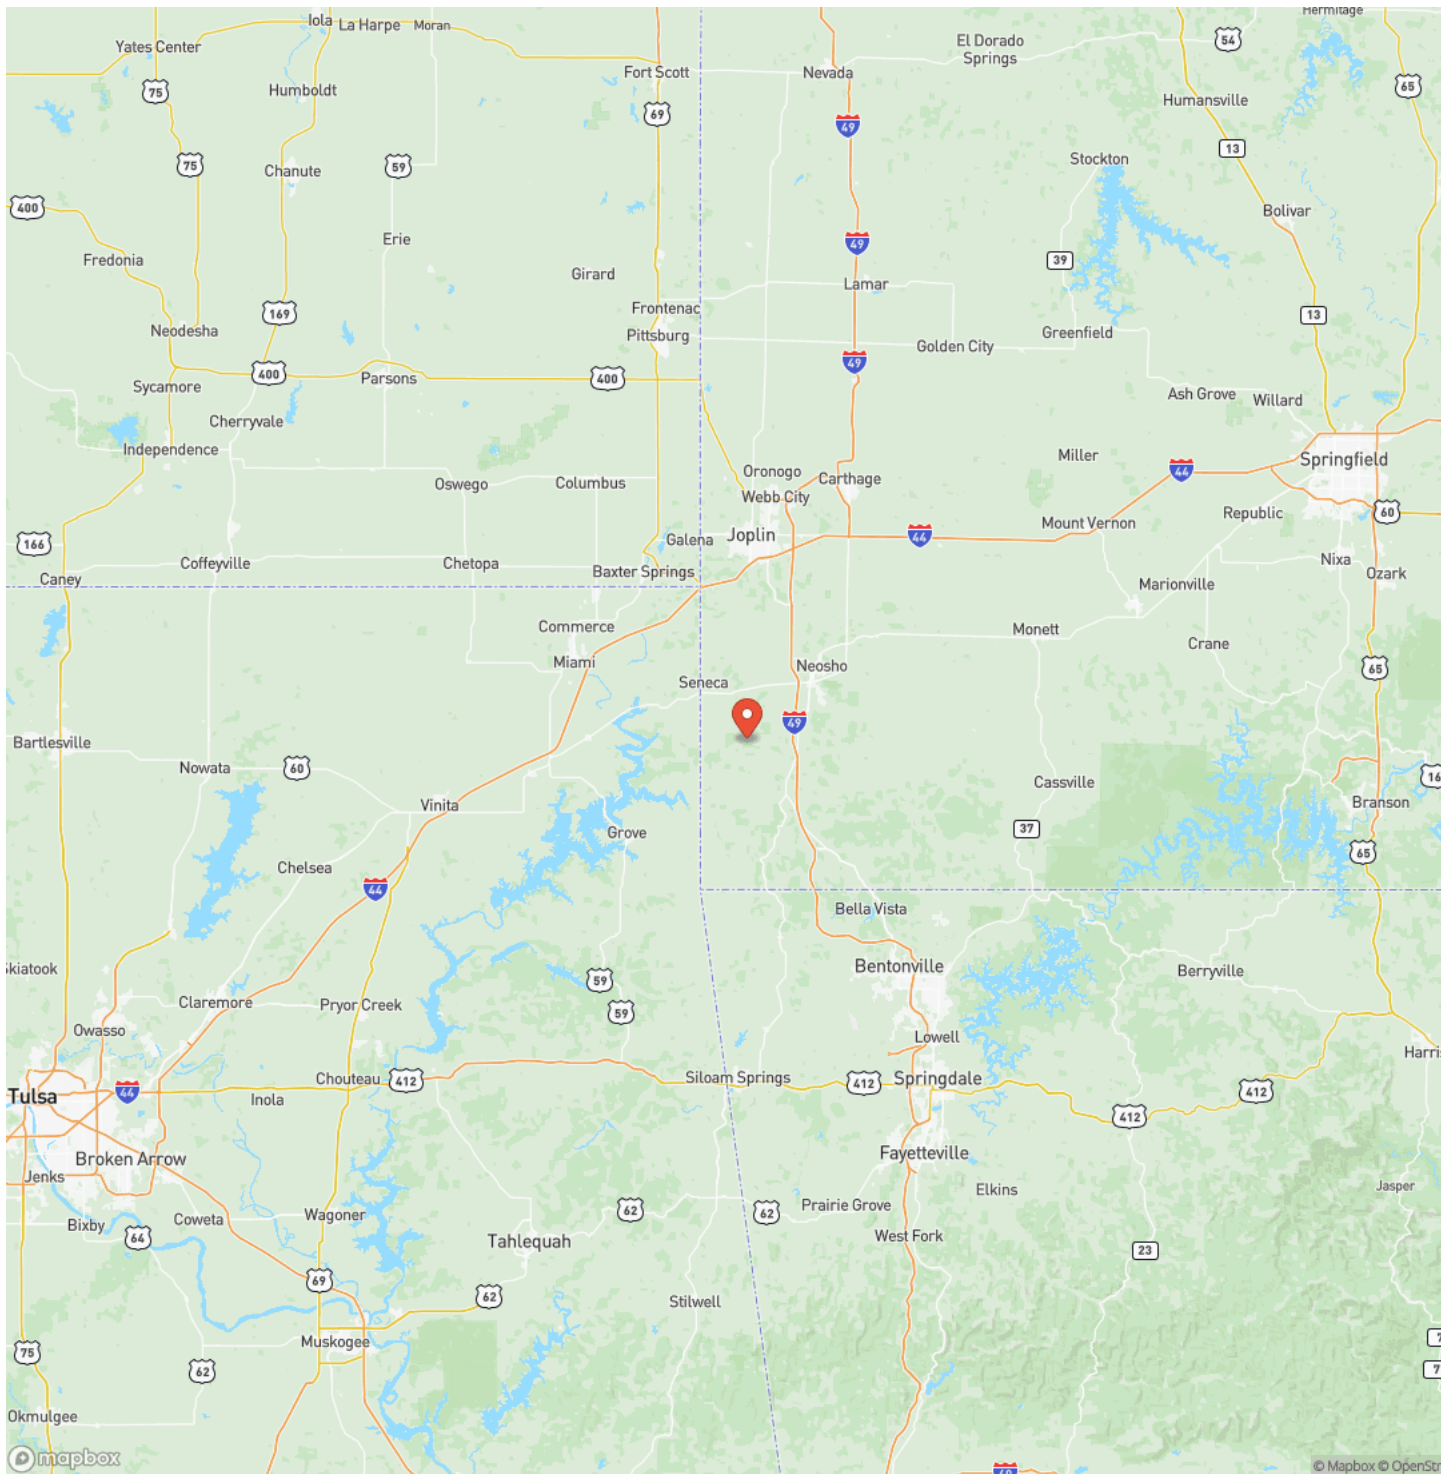 Hermitage
Iola
La Harpe
Moran
Yates Center
El Dorado
Springs
54
Fort Scott
Nevada
75
Humboldt
65
Humansville
69
49
13
75
59
Chanute
Stockton
400
Bolivar
Erie
49
Fredonia
39
Girard
Lamar
Frontenac
169
13
Neodesha
Pittsburg
Greenfield
Golden City
49
400
Parsons
400
Sycamore
Ash Grove
Willard
Cherryvale
Independence
Miller
Springfield
Oronogo
44
Oswego
Columbus
Carthage
Webb City
60
Republic
Mount Vernon
Joplin
44
166
Galena
Nixa
Coffeyville
Chetopa
Baxter Springs
Ozark
Caney
Marionville
Commerce
Monett
Crane
Miami
Neosho
65
Seneca
49
Bartlesville
Nowata
60
16
Cassville
Vinita
Branson
37
Grove
65
Chelsea
44
Bella Vista
Bentonville
Skiatook
Berryville
59
Claremore
Pryor Creek
59
Owasso
Lowell
Harris
Chouteau
412
Siloam Springs
412
Springdale
44
Tulsa
Inola
412
412
Fayetteville
Broken Arrow
Jenks
Jasper
Elkins
Prairie Grove
62
62
Wagoner
Coweta
Bixby
64
West Fork
Tahlequah
23
69
62
Stilwell
Muskogee
75
7
62
7
Okmulgee
mapbox
© Mapbox © OpenStr